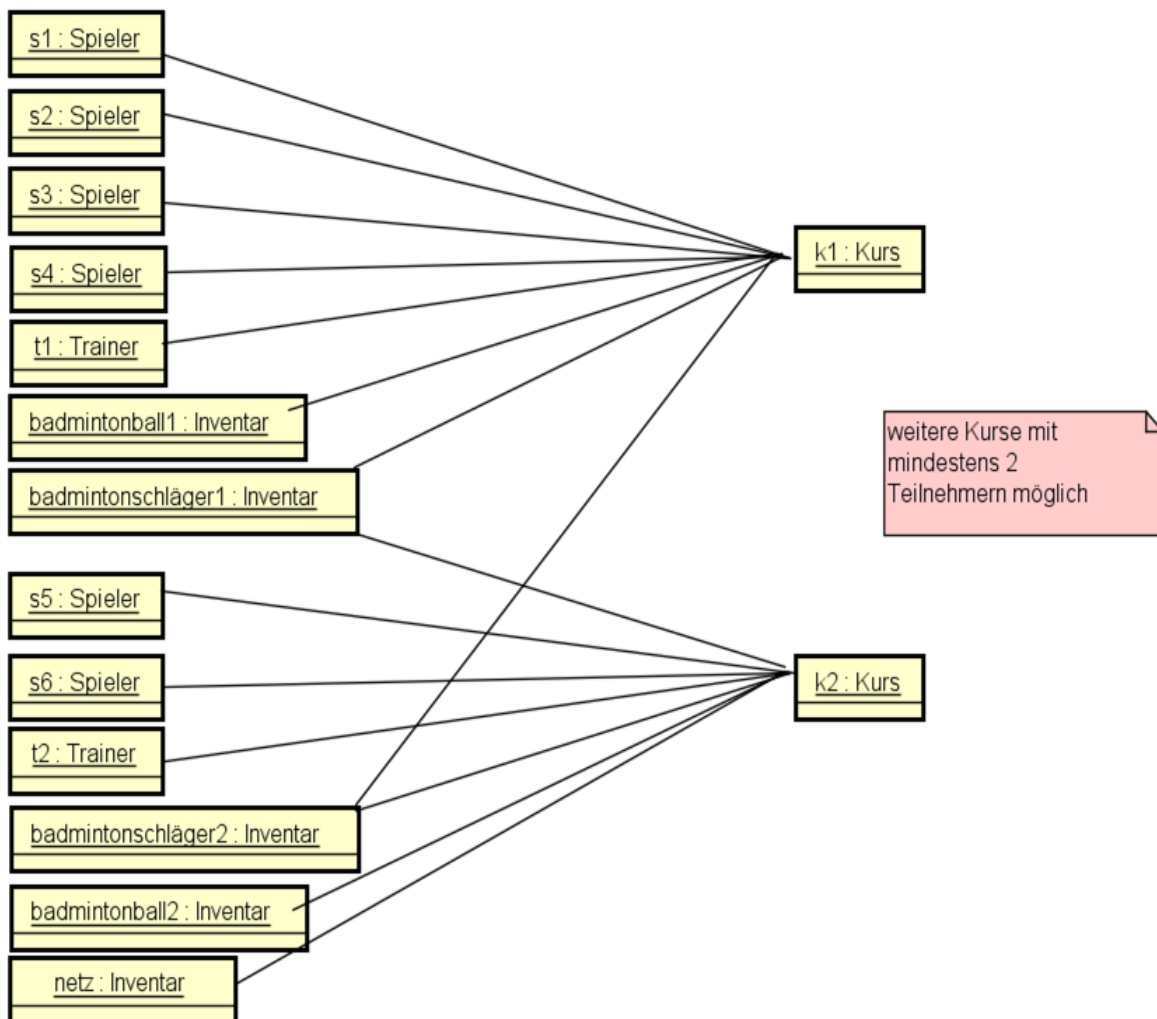 s1 : Spieler
s2 : Spieler
s3 : Spieler
s4 : Spieler
t1 : Trainer
badmintonball1 : Inventar
badmintonschläger1 : Inventar
s5 : Spieler
s6 : Spieler
t2 : Trainer
badmintonschläger2 : Inventar
badmintonball2 : Inventar
netz : Inventar
k1 : Kurs
weitere Kurse mit
mindestens 2
Teilnehmern möglich
k2 : Kurs